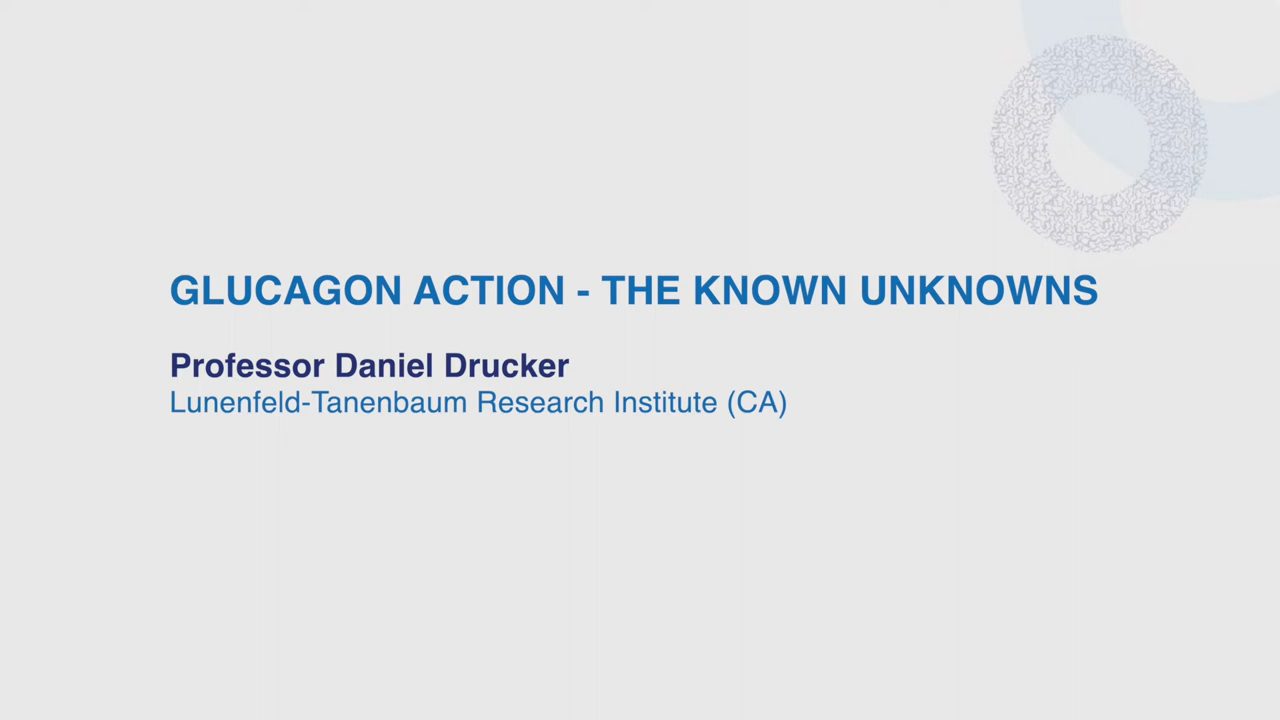 GLUCAGON ACTION - THE KNOWN UNKNOWNS
Professor Daniel Drucker
Lunenfeld-Tanenbaum Research Institute (CA)